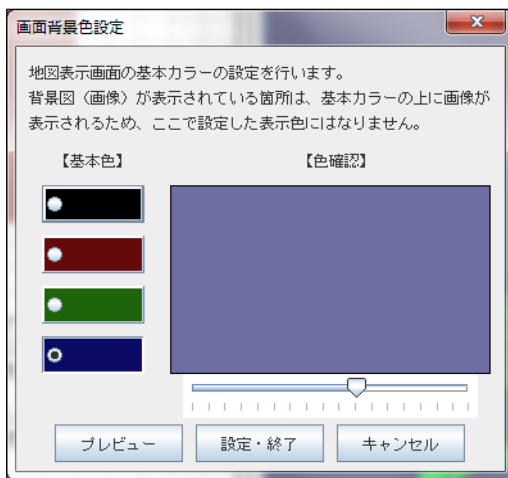 画面背景色設定
地図表示画面の基本カラーの設定を行います。
背景図（画像）が表示されている箇所は、基本カラーの上に画像が
表示されるため、ここで設定した表示色にはなりません。
【基本色】 【色確認】
プレビュー 設定・終了 キャンセル